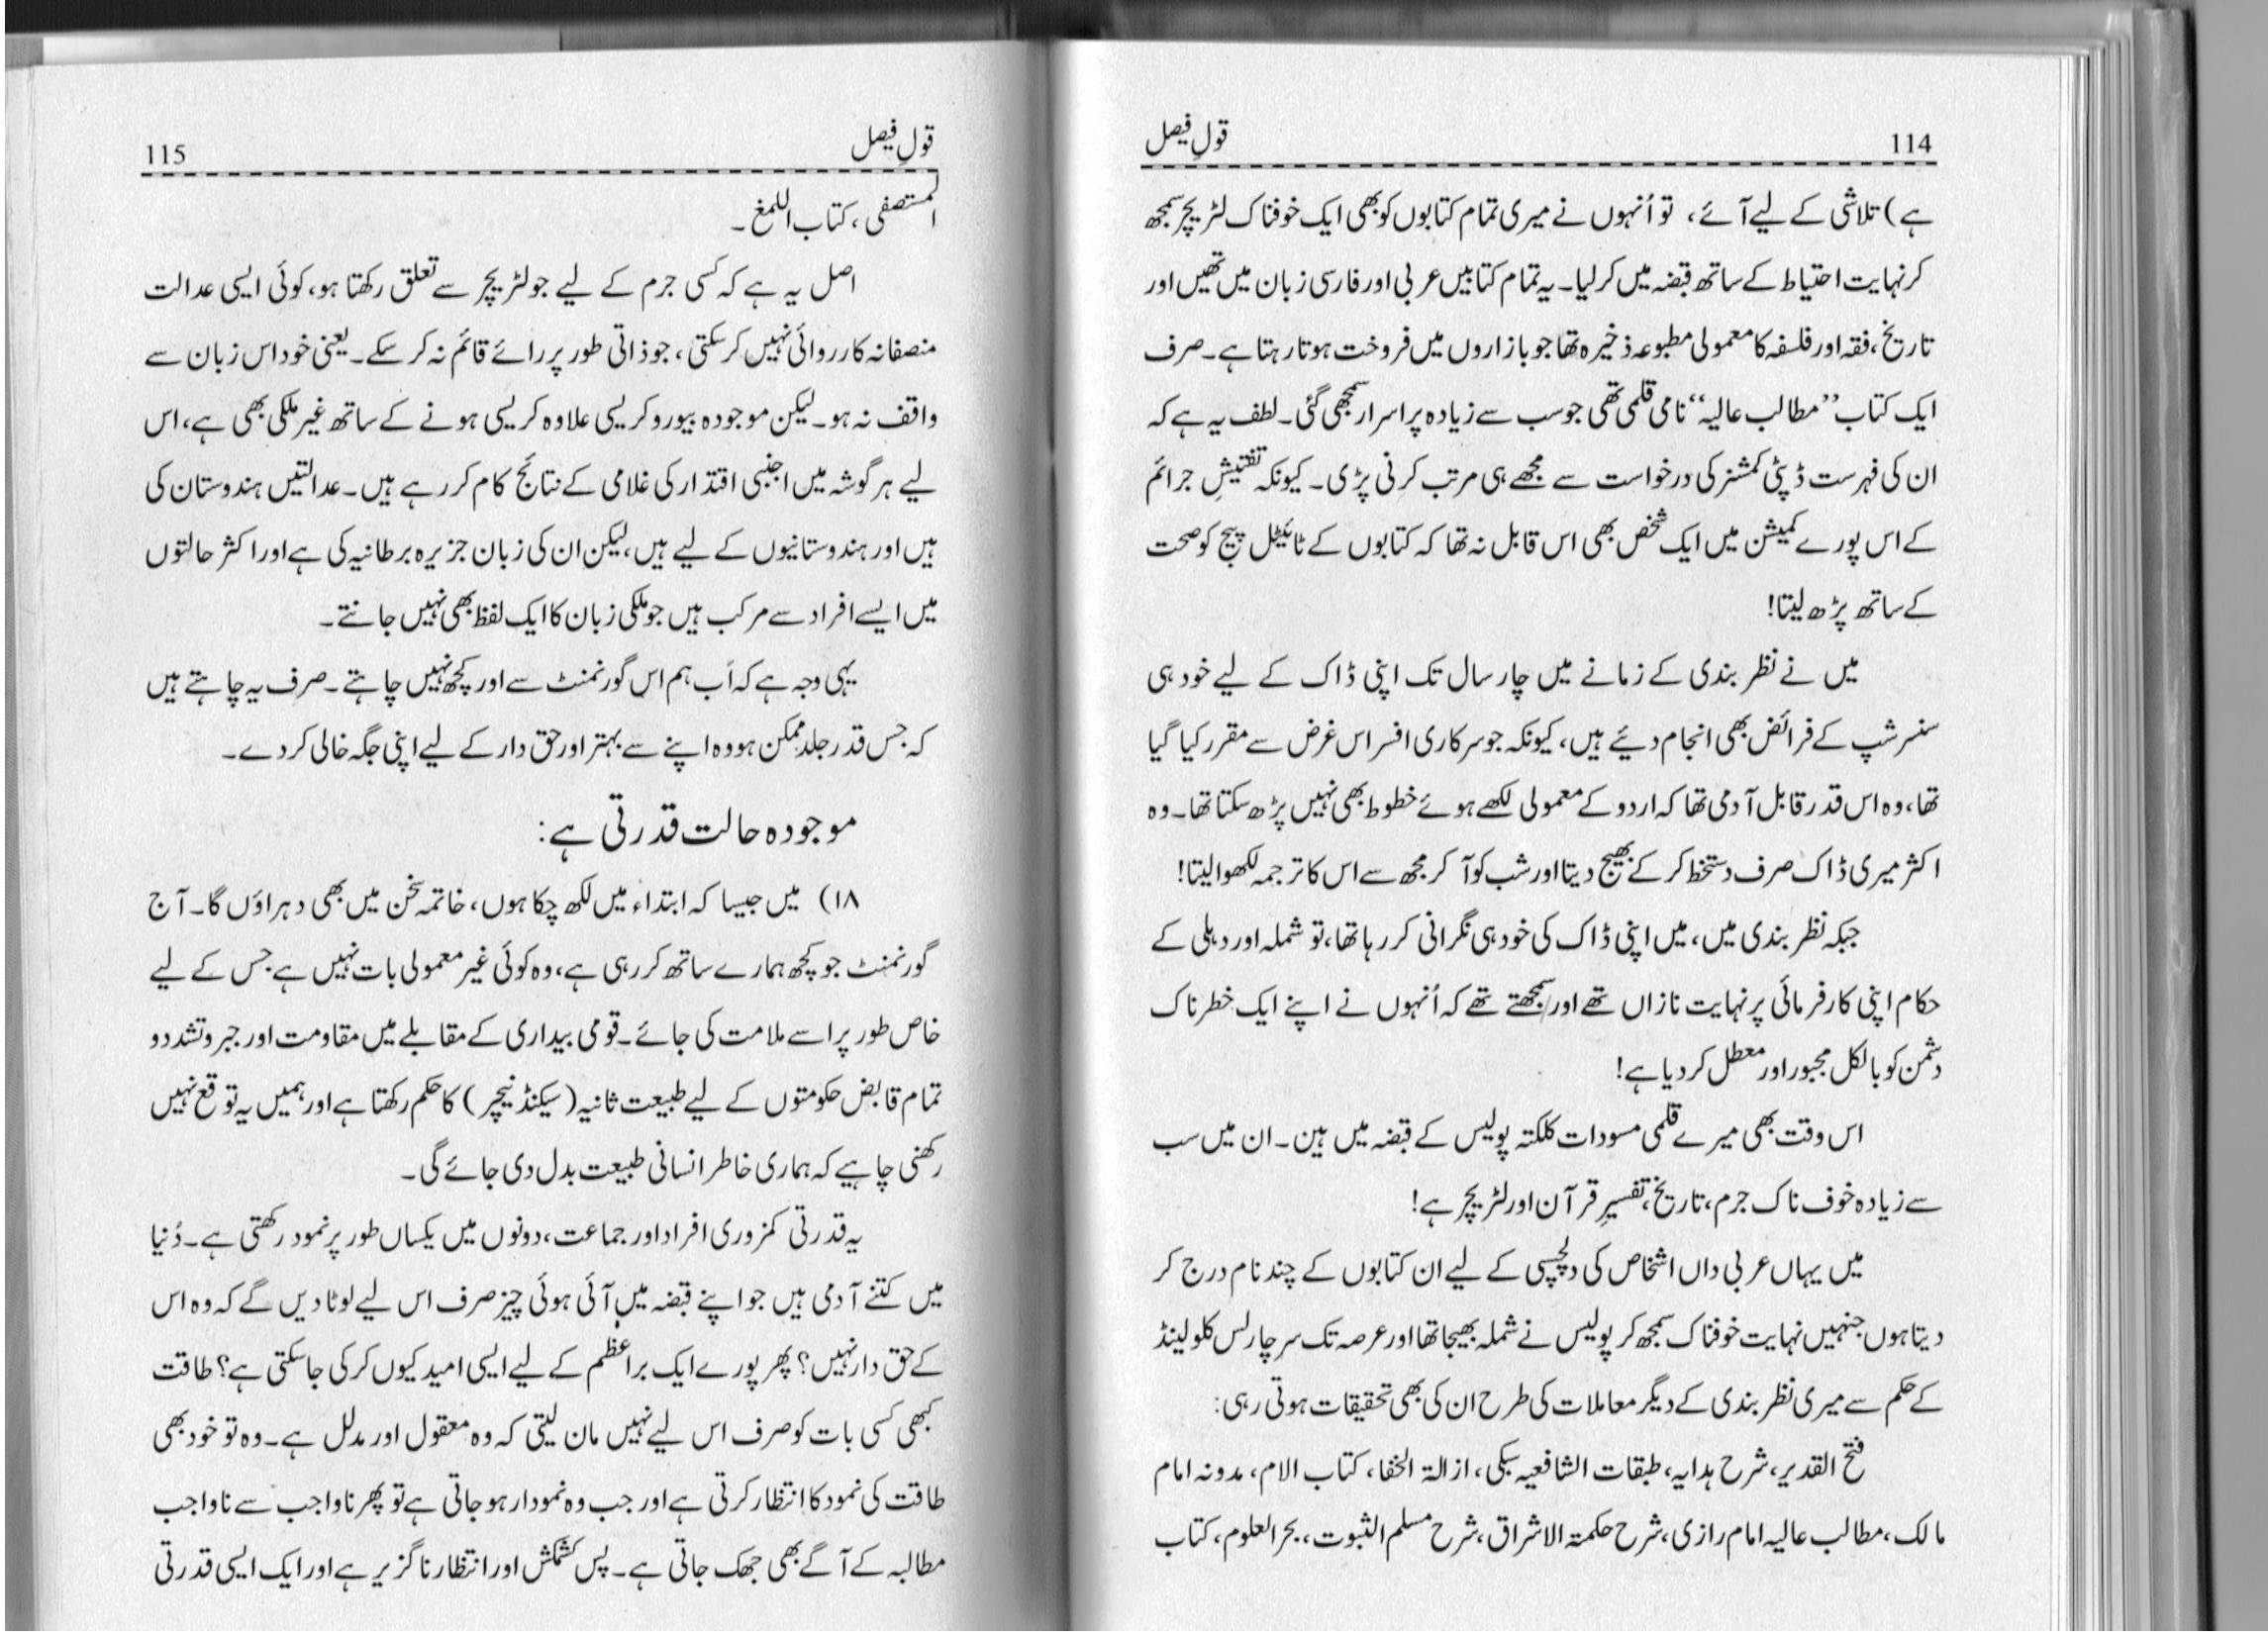 114
قولِ فیصل
ہے) تلاشی کے لیے آئے، تو اُنہوں نے میری تمام کتابوں کو بھی ایک خوفناک لٹریچر سمجھ
کر نہایت احتیاط کے ساتھ قبضہ میں کرلیا۔ یہ تمام کتابیں عربی اور فارسی زبان میں تھیں اور
تاریخ، فقہ اور فلسفہ کا معمولی مطبوعہ ذخیرہ تھا جو بازاروں میں فروخت ہوتا رہتا ہے۔ صرف
ایک کتاب ’’مطالب عالیہ‘‘ نامی قلمی تھی جو سب سے زیادہ پراسرار سمجھی گئی۔ لطف یہ ہے کہ
ان کی فہرست ڈپٹی کمشنر کی درخواست سے مجھے ہی مرتب کرنی پڑی۔ کیونکہ تفتیشِ جرائم
کے اس پورے کمیشن میں ایک شخص بھی اس قابل نہ تھا کہ کتابوں کے ٹائیٹل پیج کو صحت
کے ساتھ پڑھ لیتا!
میں نے نظر بندی کے زمانے میں چار سال تک اپنی ڈاک کے لیے خود ہی
سنسر شپ کے فرائض بھی انجام دیئے ہیں، کیونکہ جو سرکاری افسر اس غرض سے مقرر کیا گیا
تھا، وہ اس قدر قابل آدمی تھا کہ اردو کے معمولی لکھے ہوئے خطوط بھی نہیں پڑھ سکتا تھا۔ وہ
اکثر میری ڈاک صرف دستخط کر کے بھیج دیتا اور شب کو آ کر مجھ سے اس کا ترجمہ لکھوا لیتا!
جبکہ نظر بندی میں، میں اپنی ڈاک کی خود ہی نگرانی کر رہا تھا، تو شملہ اور دہلی کے
حکام اپنی کارفرمائی پر نہایت نازاں تھے اور سمجھتے تھے کہ اُنہوں نے اپنے ایک خطرناک
دشمن کو بالکل مجبور اور معطل کر دیا ہے!
اس وقت بھی میرے قلمی مسودات کلکتہ پولیس کے قبضہ میں ہین۔ ان میں سب
سے زیادہ خوف ناک جرم، تاریخ، تفسیرِ قرآن اور لٹریچر ہے!
میں یہاں عربی داں اشخاص کی دلچسپی کے لیے ان کتابوں کے چند نام درج کر
دیتا ہوں جنہیں نہایت خوفناک سمجھ کر پولیس نے شملہ بھیجا تھا اور عرصہ تک سر چارلس کلولینڈ
کے حکم سے میری نظر بندی کے دیگر معاملات کی طرح ان کی بھی تحقیقات ہوتی رہی:
فتح القدیر، شرح ہدایہ، طبقات الشافعیہ سبکی، ازالۃ الخفا، کتاب الام، مدونہ امام
مالک، مطالب عالیہ امام رازی، شرح حکمۃ الاشراق، شرح مسلم الثبوت، بحر العلوم، کتاب
قولِ فیصل
115
المستصفی، کتاب اللمغ۔
اصل یہ ہے کہ کسی جرم کے لیے جو لٹریچر سے تعلق رکھتا ہو، کوئی ایسی عدالت
منصفانہ کارروائی نہیں کرسکتی، جو ذاتی طور پر رائے قائم نہ کر سکے۔ یعنی خود اس زبان سے
واقف نہ ہو۔ لیکن موجودہ بیوروکریسی علاوہ کریسی ہونے کے ساتھ غیر ملکی بھی ہے، اس
لیے ہر گوشہ میں اجنبی اقتدار کی غلامی کے نتائج کام کر رہے ہیں۔ عدالتیں ہندوستان کی
ہیں اور ہندوستانیوں کے لیے ہیں، لیکن ان کی زبان جزیرہ برطانیہ کی ہے اور اکثر حالتوں
میں ایسے افراد سے مرکب ہیں جو ملکی زبان کا ایک لفظ بھی نہیں جانتے۔
یہی وجہ ہے کہ اَب ہم اس گورنمنٹ سے اور کچھ نہیں چاہتے۔ صرف یہ چاہتے ہیں
کہ جس قدر جلد ممکن ہو وہ اپنے سے بہتر اور حق دار کے لیے اپنی جگہ خالی کر دے۔
موجودہ حالت قدرتی ہے:
۱۸) میں جیسا کہ ابتداء میں لکھ چکا ہوں، خاتمہ سخن میں بھی دہراؤں گا۔ آج
گورنمنٹ جو کچھ ہمارے ساتھ کر رہی ہے، وہ کوئی غیر معمولی بات نہیں ہے جس کے لیے
خاص طور پر اسے ملامت کی جائے۔ قومی بیداری کے مقابلے میں مقاومت اور جبر و تشدد و
تمام قابض حکومتوں کے لیے طبیعت ثانیہ (سیکنڈ نیچر) کا حکم رکھتا ہے اور ہمیں یہ توقع نہیں
رکھنی چاہیے کہ ہماری خاطر انسانی طبیعت بدل دی جائے گی۔
یہ قدرتی کمزوری افراد اور جماعت، دونوں میں یکساں طور پر نمود رکھتی ہے۔ دُنیا
میں کتنے آدمی ہیں جو اپنے قبضہ میں آئی ہوئی چیز صرف اس لیے لوٹا دیں گے کہ وہ اس
کے حق دار نہیں؟ پھر پورے ایک براعظم کے لیے ایسی امید کیوں کر کی جا سکتی ہے؟ طاقت
کبھی کسی بات کو صرف اس لیے نہیں مان لیتی کہ وہ معقول اور مدلل ہے۔ وہ تو خود بھی
طاقت کی نمود کا انتظار کرتی ہے اور جب وہ نمودار ہو جاتی ہے تو پھر ناواجب سے ناواجب
مطالبہ کے آگے بھی جھک جاتی ہے۔ پس کشمکش اور انتظار ناگزیر ہے اور ایک ایسی قدرتی